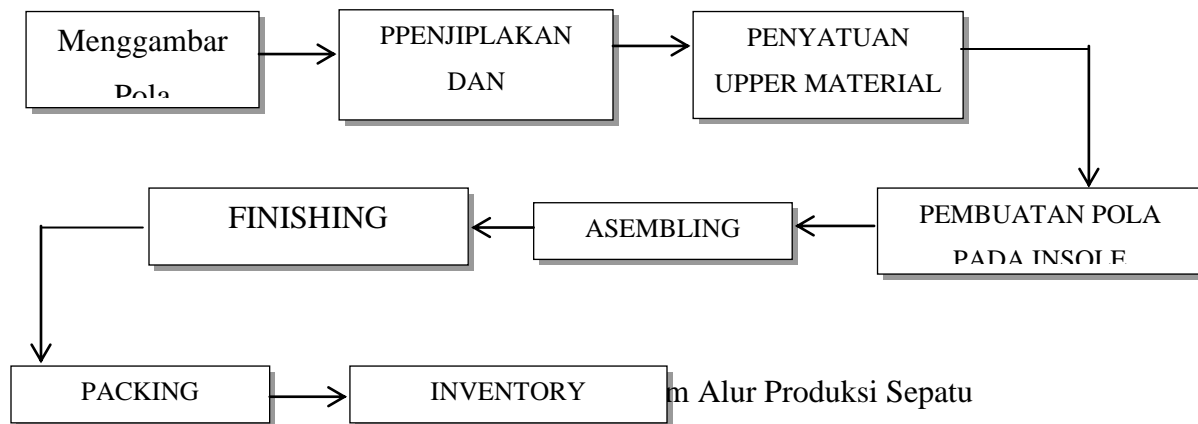 Menggambar
Pola
PPENJIPLAKAN
DAN
PENYATUAN
UPPER MATERIAL
PEMBUATAN POLA
PADA INSOLE
ASEMBLING
FINISHING
PACKING
INVENTORY
m Alur Produksi Sepatu